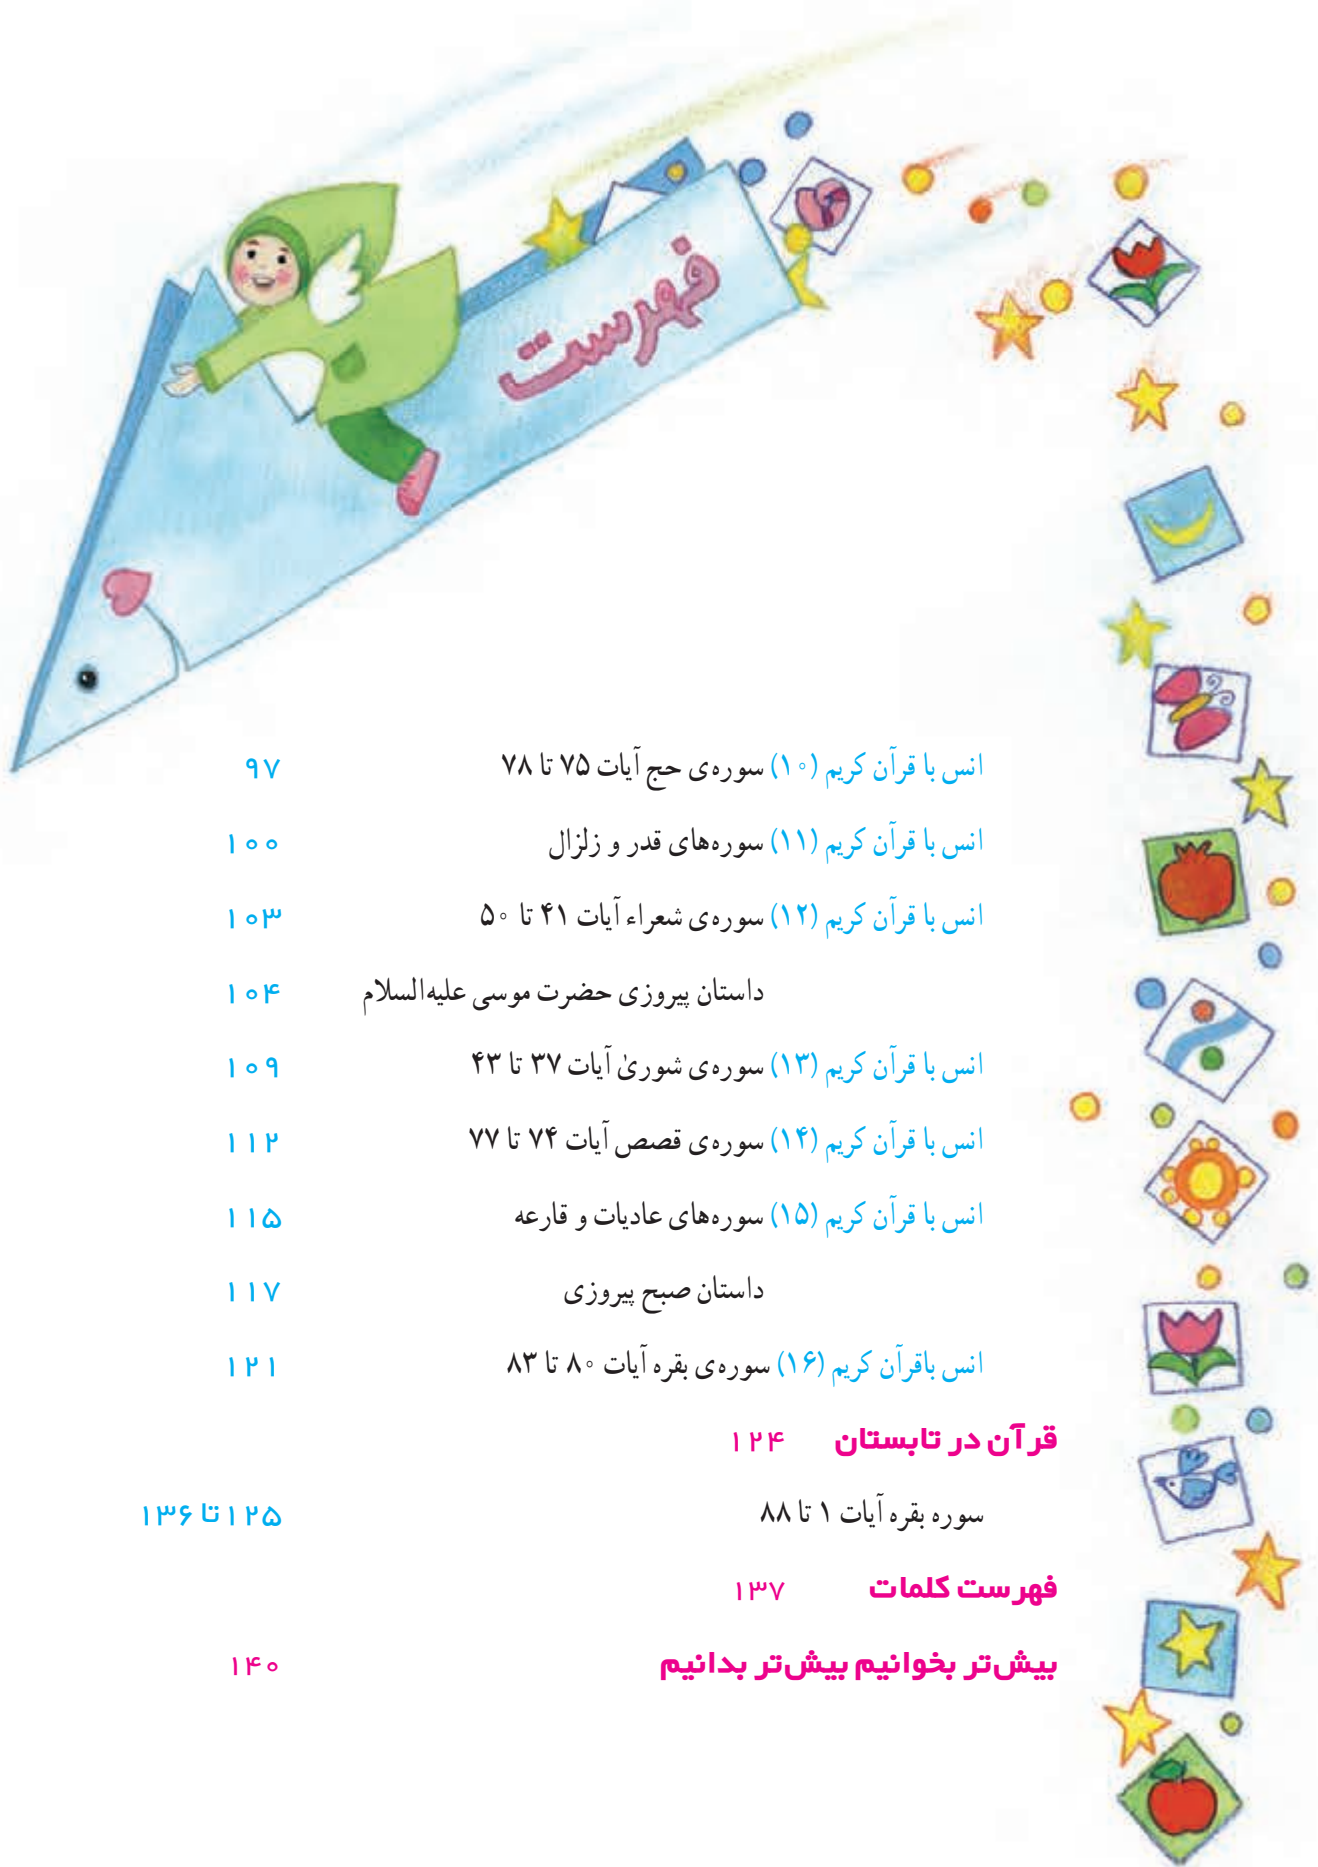 فهرست
انس با قرآن کریم (۱۰) سوره‌ی حج آیات ۷۵ تا ۷۸ ۹۷
انس با قرآن کریم (۱۱) سوره‌های قدر و زلزال ۱۰۰
انس با قرآن کریم (۱۲) سوره‌ی شعراء آیات ۴۱ تا ۵۰ ۱۰۳
داستان پیروزی حضرت موسی علیه‌السلام ۱۰۴
انس با قرآن کریم (۱۳) سوره‌ی شوریٰ آیات ۳۷ تا ۴۳ ۱۰۹
انس با قرآن کریم (۱۴) سوره‌ی قصص آیات ۷۴ تا ۷۷ ۱۱۲
انس با قرآن کریم (۱۵) سوره‌های عادیات و قارعه ۱۱۵
داستان صبح پیروزی ۱۱۷
انس باقرآن کریم (۱۶) سوره‌ی بقره آیات ۸۰ تا ۸۳ ۱۲۱
قرآن در تابستان ۱۲۴
سوره بقره آیات ۱ تا ۸۸ ۱۲۵ تا ۱۳۶
فهرست کلمات ۱۳۷
بیش‌تر بخوانیم بیش‌تر بدانیم ۱۴۰